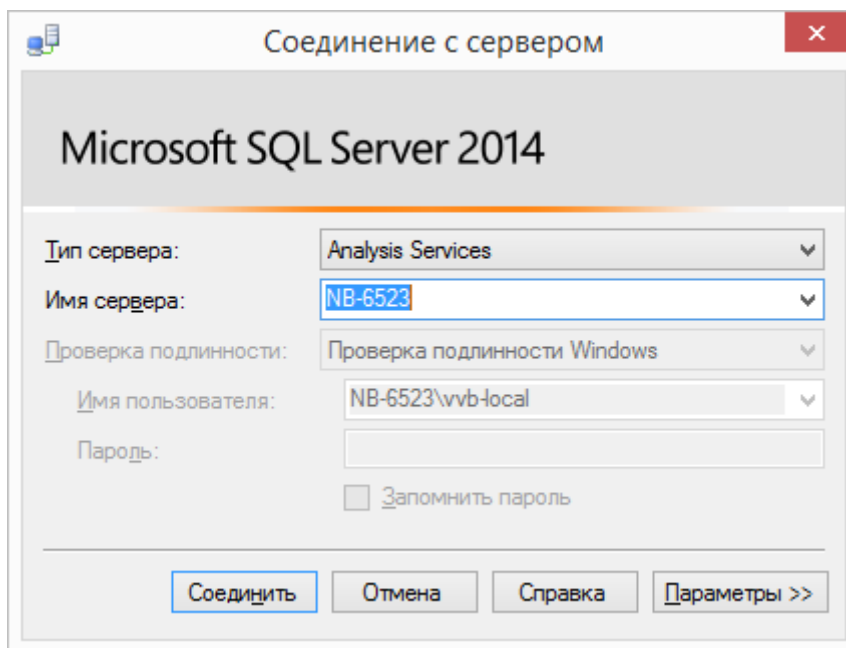 Соединение с сервером
Microsoft SQL Server 2014
Тип сервера: Analysis Services
Имя сервера: NB-6523
Проверка подлинности: Проверка подлинности Windows
Имя пользователя: NB-6523\vvb-local
Пароль:
Запомнить пароль
Соединить Отмена Справка Параметры >>